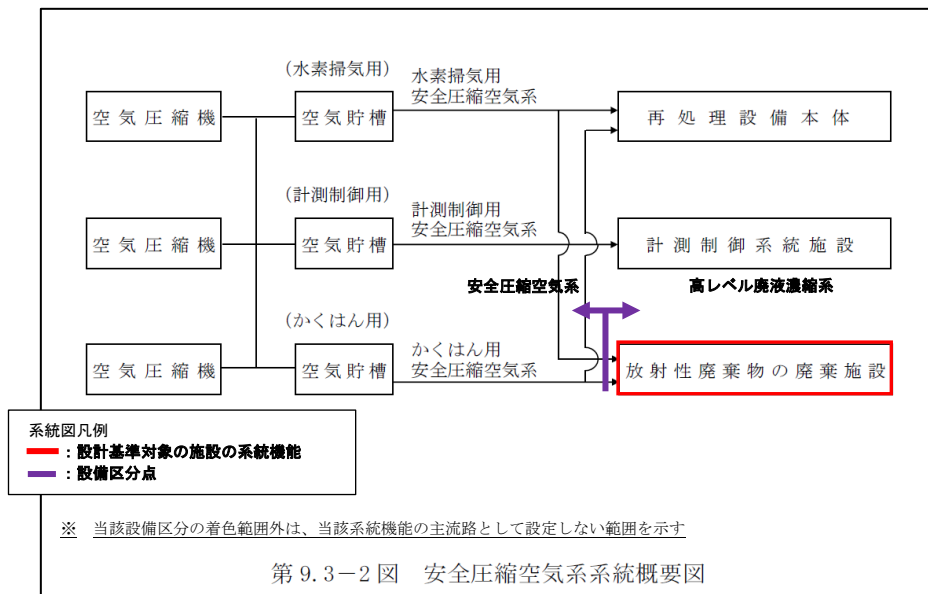 (水素掃気用)
水素掃気用
安全圧縮空気系
空気圧縮機
空気貯槽
再処理設備本体
(計測制御用)
計測制御用
安全圧縮空気系
空気圧縮機
空気貯槽
計測制御系統施設
安全圧縮空気系
高レベル廃液濃縮系
(かくはん用)
かくはん用
安全圧縮空気系
空気圧縮機
空気貯槽
放射性廃棄物の廃棄施設
系統図凡例
:設計基準対象の施設の系統機能
:設備区分点
※ 当該設備区分の着色範囲外は、当該系統機能の主流路として設定しない範囲を示す
第9.3-2図 安全圧縮空気系系統概要図